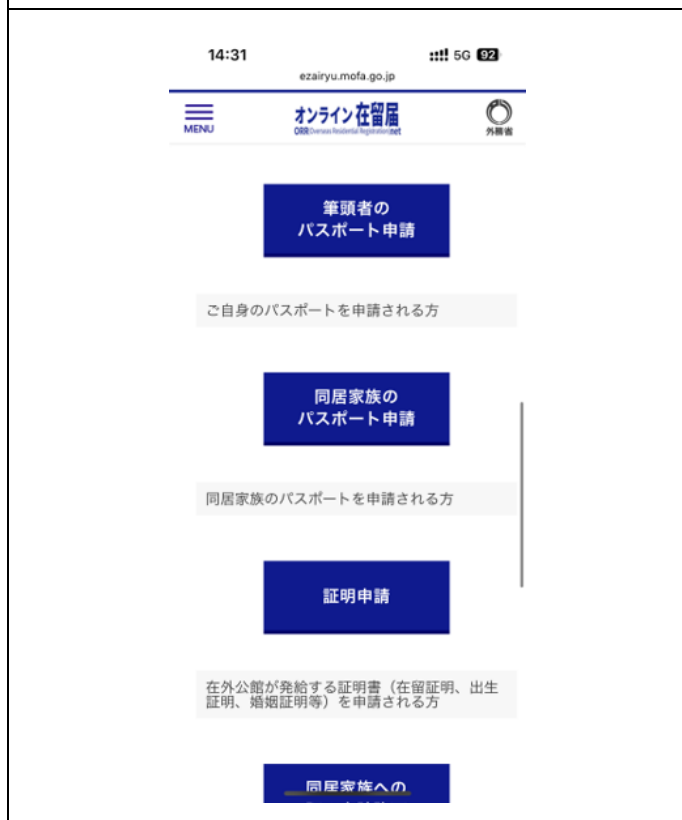 14:31
5G 92
ezairyu.mofa.go.jp
MENU
オンライン在留届
ORR Overseas Residential Registration net
外務省
筆頭者の
パスポート申請
ご自身のパスポートを申請される方
同居家族の
パスポート申請
同居家族のパスポートを申請される方
証明申請
在外公館が発給する証明書（在留証明、出生
証明、婚姻証明等）を申請される方
同居家族への